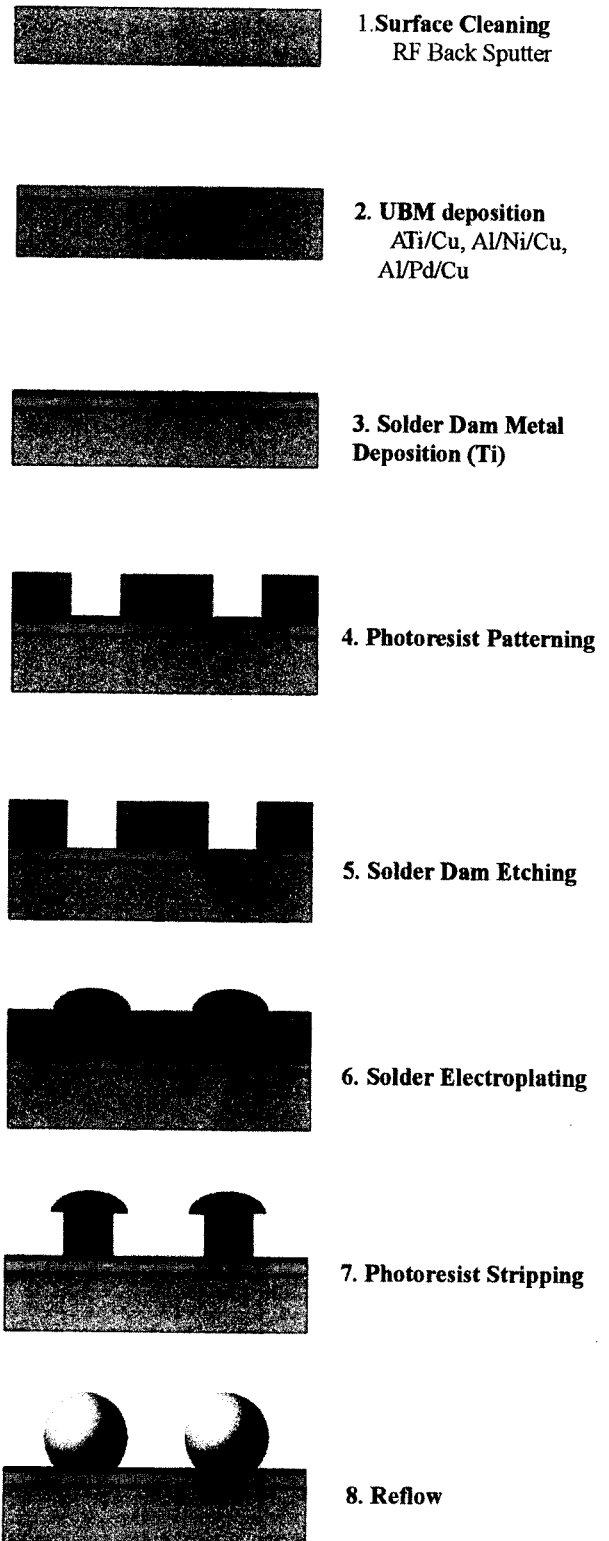 1.Surface Cleaning
RF Back Sputter
2. UBM deposition
ATi/Cu, Al/Ni/Cu,
Al/Pd/Cu
3. Solder Dam Metal
Deposition (Ti)
4. Photoresist Patterning
5. Solder Dam Etching
6. Solder Electroplating
7. Photoresist Stripping
8. Reflow